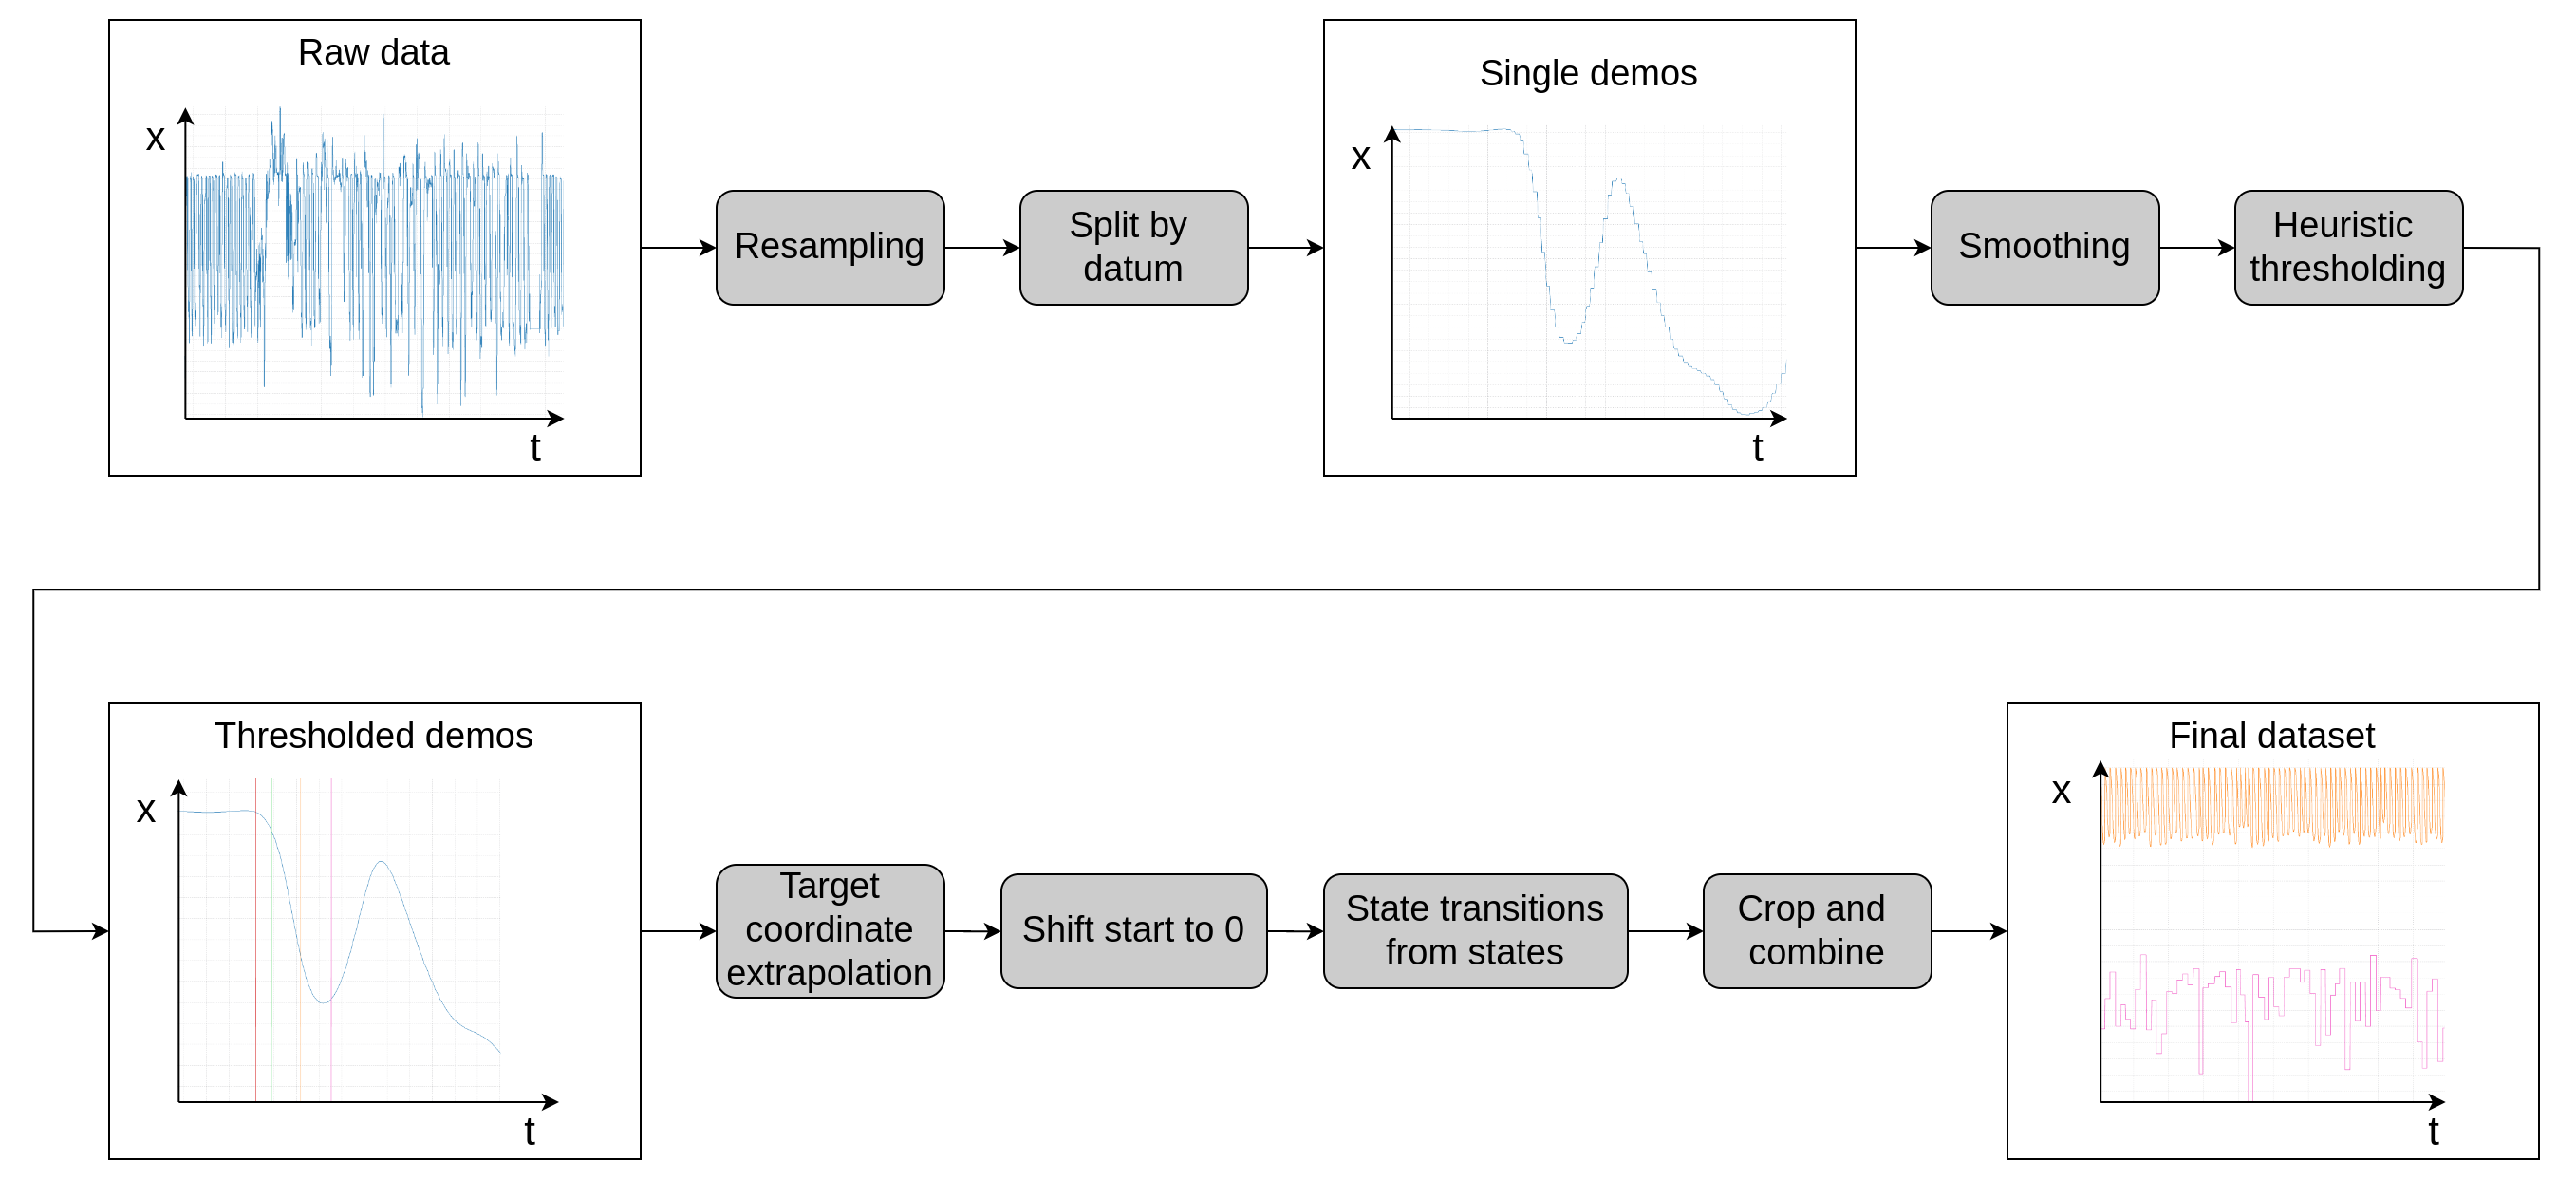 Raw data
x
t
Resampling
Split by
datum
Single demos
x
t
Smoothing
Heuristic
thresholding
Thresholded demos
x
t
Target
coordinate
extrapolation
Shift start to 0
State transitions
from states
Crop and
combine
Final dataset
x
t